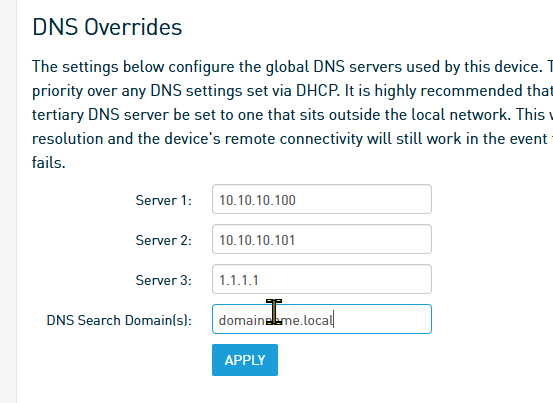 DNS Overrides
The settings below configure the global DNS servers used by this device. T
priority over any DNS settings set via DHCP. It is highly recommended that
tertiary DNS server be set to one that sits outside the local network. This
resolution and the device's remote connectivity will still work in the event
fails.
Server 1: 10.10.10.100
Server 2: 10.10.10.101
Server 3: 1.1.1.1
DNS Search Domain(s): domainname.local
APPLY